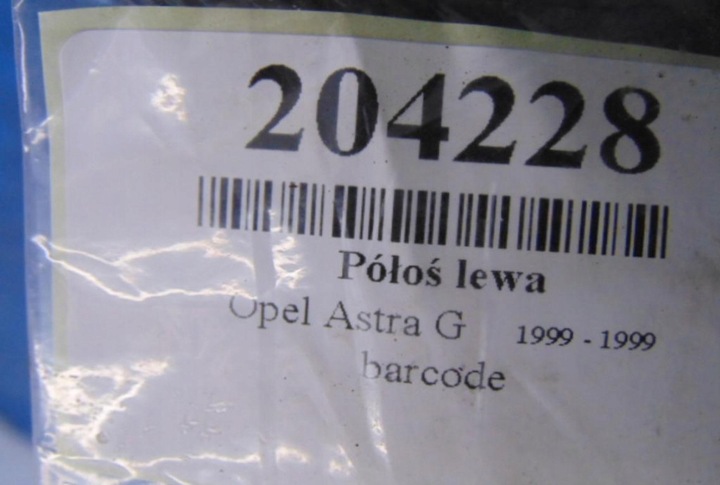 204228
Półoś lewa
Opel Astra G 1999 - 1999
barcode